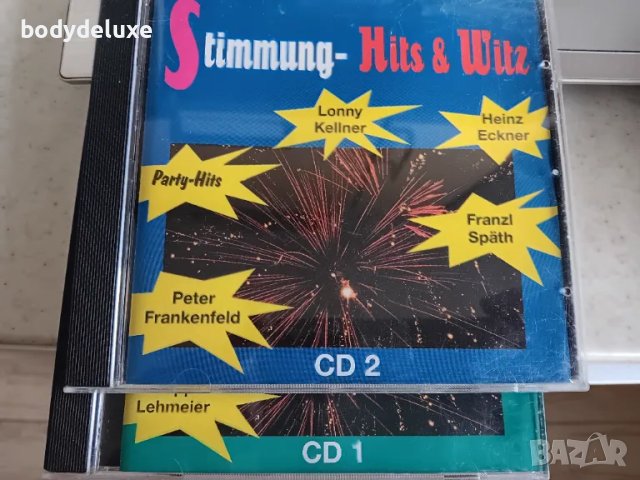 bodydeluxe
Stimmung- Hits & Witz
Lonny
Kellner
Heinz
Eckner
Party-Hits
Franzl
Späth
Peter
Frankenfeld
CD 2
Lehmeier
CD 1
BAZAR